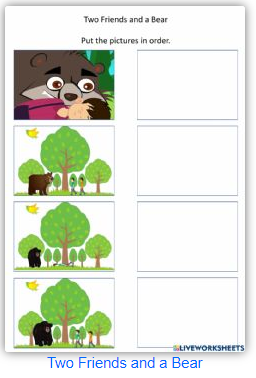 Two Friends and a Bear
Put the pictures in order.
LIVEWORKSHEETS
Two Friends and a Bear